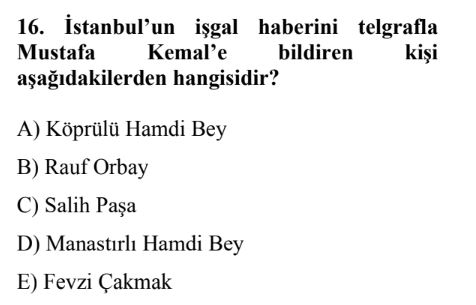 16. İstanbul’un işgal haberini telgrafla
Mustafa Kemal’e bildiren kişi
aşağıdakilerden hangisidir?
A) Köprülü Hamdi Bey
B) Rauf Orbay
C) Salih Paşa
D) Manastırlı Hamdi Bey
E) Fevzi Çakmak